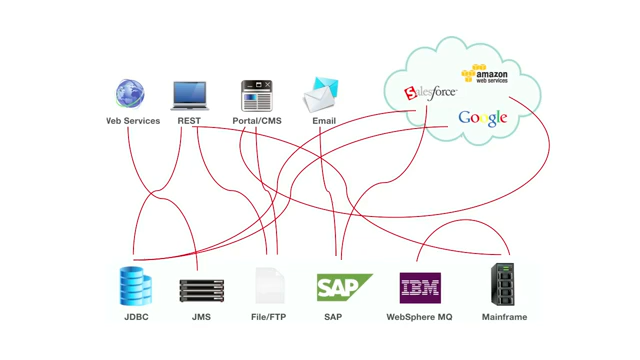 amazon
web services
salesforce
Google
Web Services
REST
Portal/CMS
Email
SAP
IBM
JDBC
JMS
File/FTP
SAP
WebSphere MQ
Mainframe